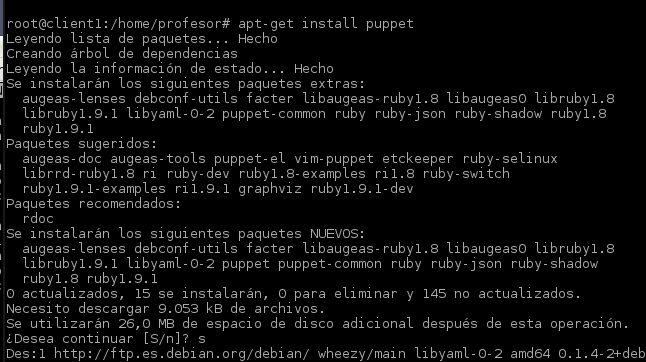 root@client1:/home/profesor# apt-get install puppet
Leyendo lista de paquetes... Hecho
Creando árbol de dependencias
Leyendo la información de estado... Hecho
Se instalarán los siguientes paquetes extras:
  augeas-lenses debconf-utils facter libaugeas-ruby1.8 libaugeas0 libruby1.8
  libruby1.9.1 libyaml-0-2 puppet-common ruby ruby-json ruby-shadow ruby1.8
  ruby1.9.1
Paquetes sugeridos:
  augeas-doc augeas-tools puppet-el vim-puppet etckeeper ruby-selinux
  librrd-ruby1.8 ri ruby-dev ruby1.8-examples ri1.8 ruby-switch
  ruby1.9.1-examples ri1.9.1 graphviz ruby1.9.1-dev
Paquetes recomendados:
  rdoc
Se instalarán los siguientes paquetes NUEVOS:
  augeas-lenses debconf-utils facter libaugeas-ruby1.8 libaugeas0 libruby1.8
  libruby1.9.1 libyaml-0-2 puppet puppet-common ruby ruby-json ruby-shadow
  ruby1.8 ruby1.9.1
0 actualizados, 15 se instalarán, 0 para eliminar y 145 no actualizados.
Necesito descargar 9.053 kB de archivos.
Se utilizarán 26,0 MB de espacio de disco adicional después de esta operación.
¿Desea continuar [S/n]? s
Des:1 http://ftp.es.debian.org/debian/ wheezy/main libyaml-0-2 amd64 0.1.4-2+deb